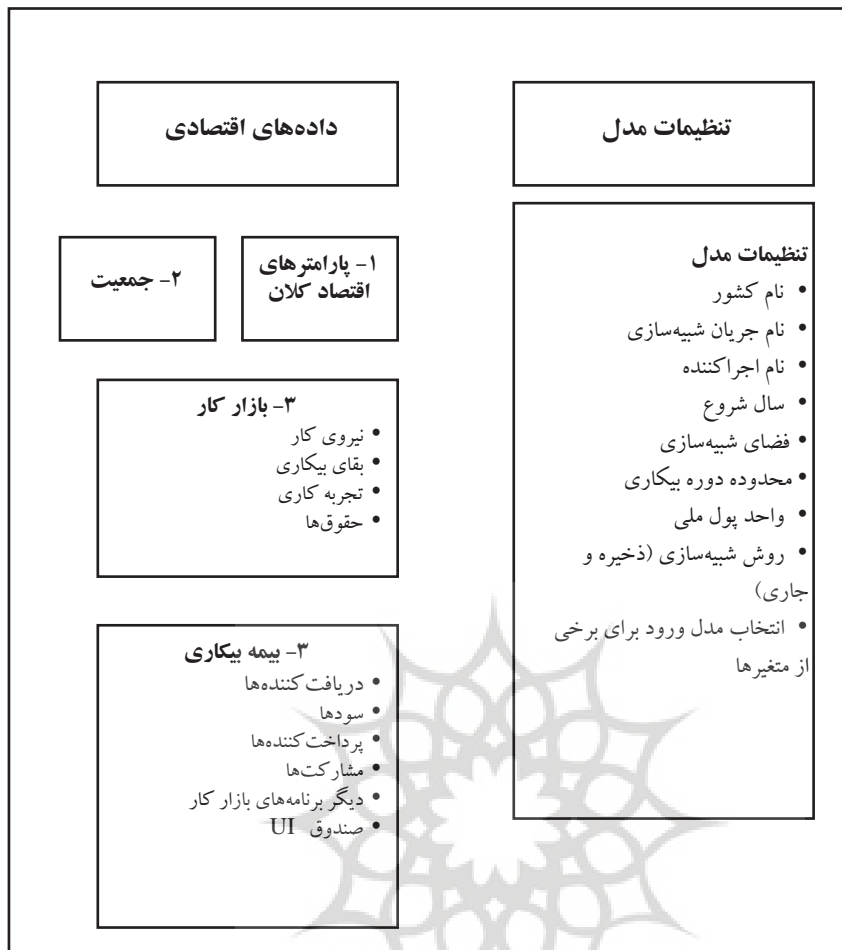 تنظیمات مدل
تنظیمات مدل
• نام کشور
• نام جریان شبیه‌سازی
• نام اجراکننده
• سال شروع
• فضای شبیه‌سازی
• محدوده دوره بیکاری
• واحد پول ملی
• روش شبیه‌سازی (ذخیره و
جاری)
• انتخاب مدل ورود برای برخی
از متغیرها
داده‌های اقتصادی
۱- پارامترهای
اقتصاد کلان
۲- جمعیت
۳- بازار کار
• نیروی کار
• بقای بیکاری
• تجربه کاری
• حقوق‌ها
۳- بیمه بیکاری
• دریافت‌کننده‌ها
• سودها
• پرداخت‌کننده‌ها
• مشارکت‌ها
• دیگر برنامه‌های بازار کار
• صندوق UI